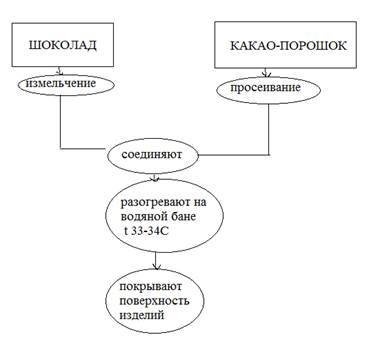 ШОКОЛАД
КАКАО-ПОРОШОК
измельчение
просеивание
соединяют
разогревают на
водяной бане
t 33-34С
покрывают
поверхность
изделий